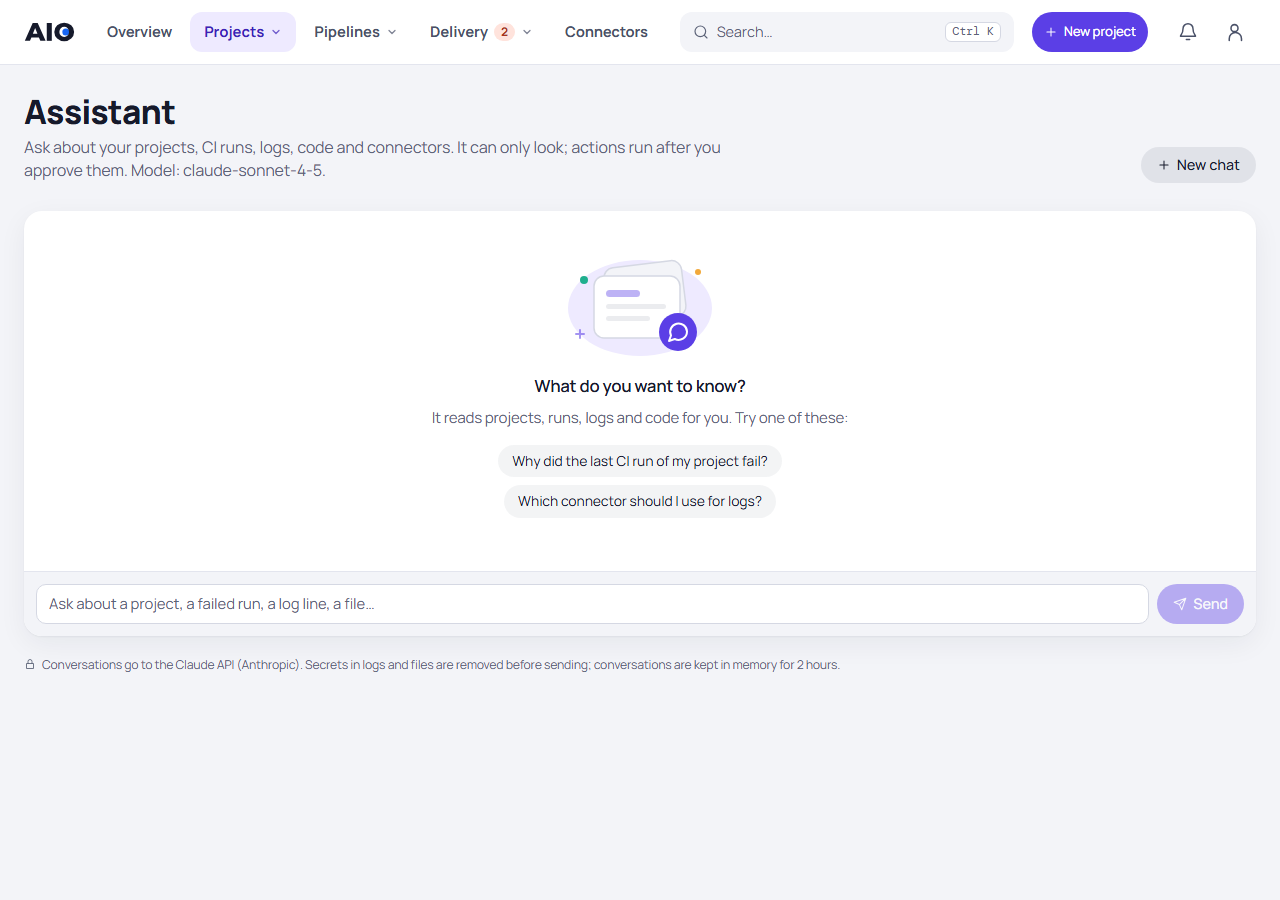 AIO
Overview
Projects
Pipelines
Delivery 2
Connectors
Search...
Ctrl K
New project
Assistant
Ask about your projects, CI runs, logs, code and connectors. It can only look; actions run after you
approve them. Model: claude-sonnet-4-5.
New chat
What do you want to know?
It reads projects, runs, logs and code for you. Try one of these:
Why did the last CI run of my project fail?
Which connector should I use for logs?
Ask about a project, a failed run, a log line, a file...
Send
Conversations go to the Claude API (Anthropic). Secrets in logs and files are removed before sending; conversations are kept in memory for 2 hours.